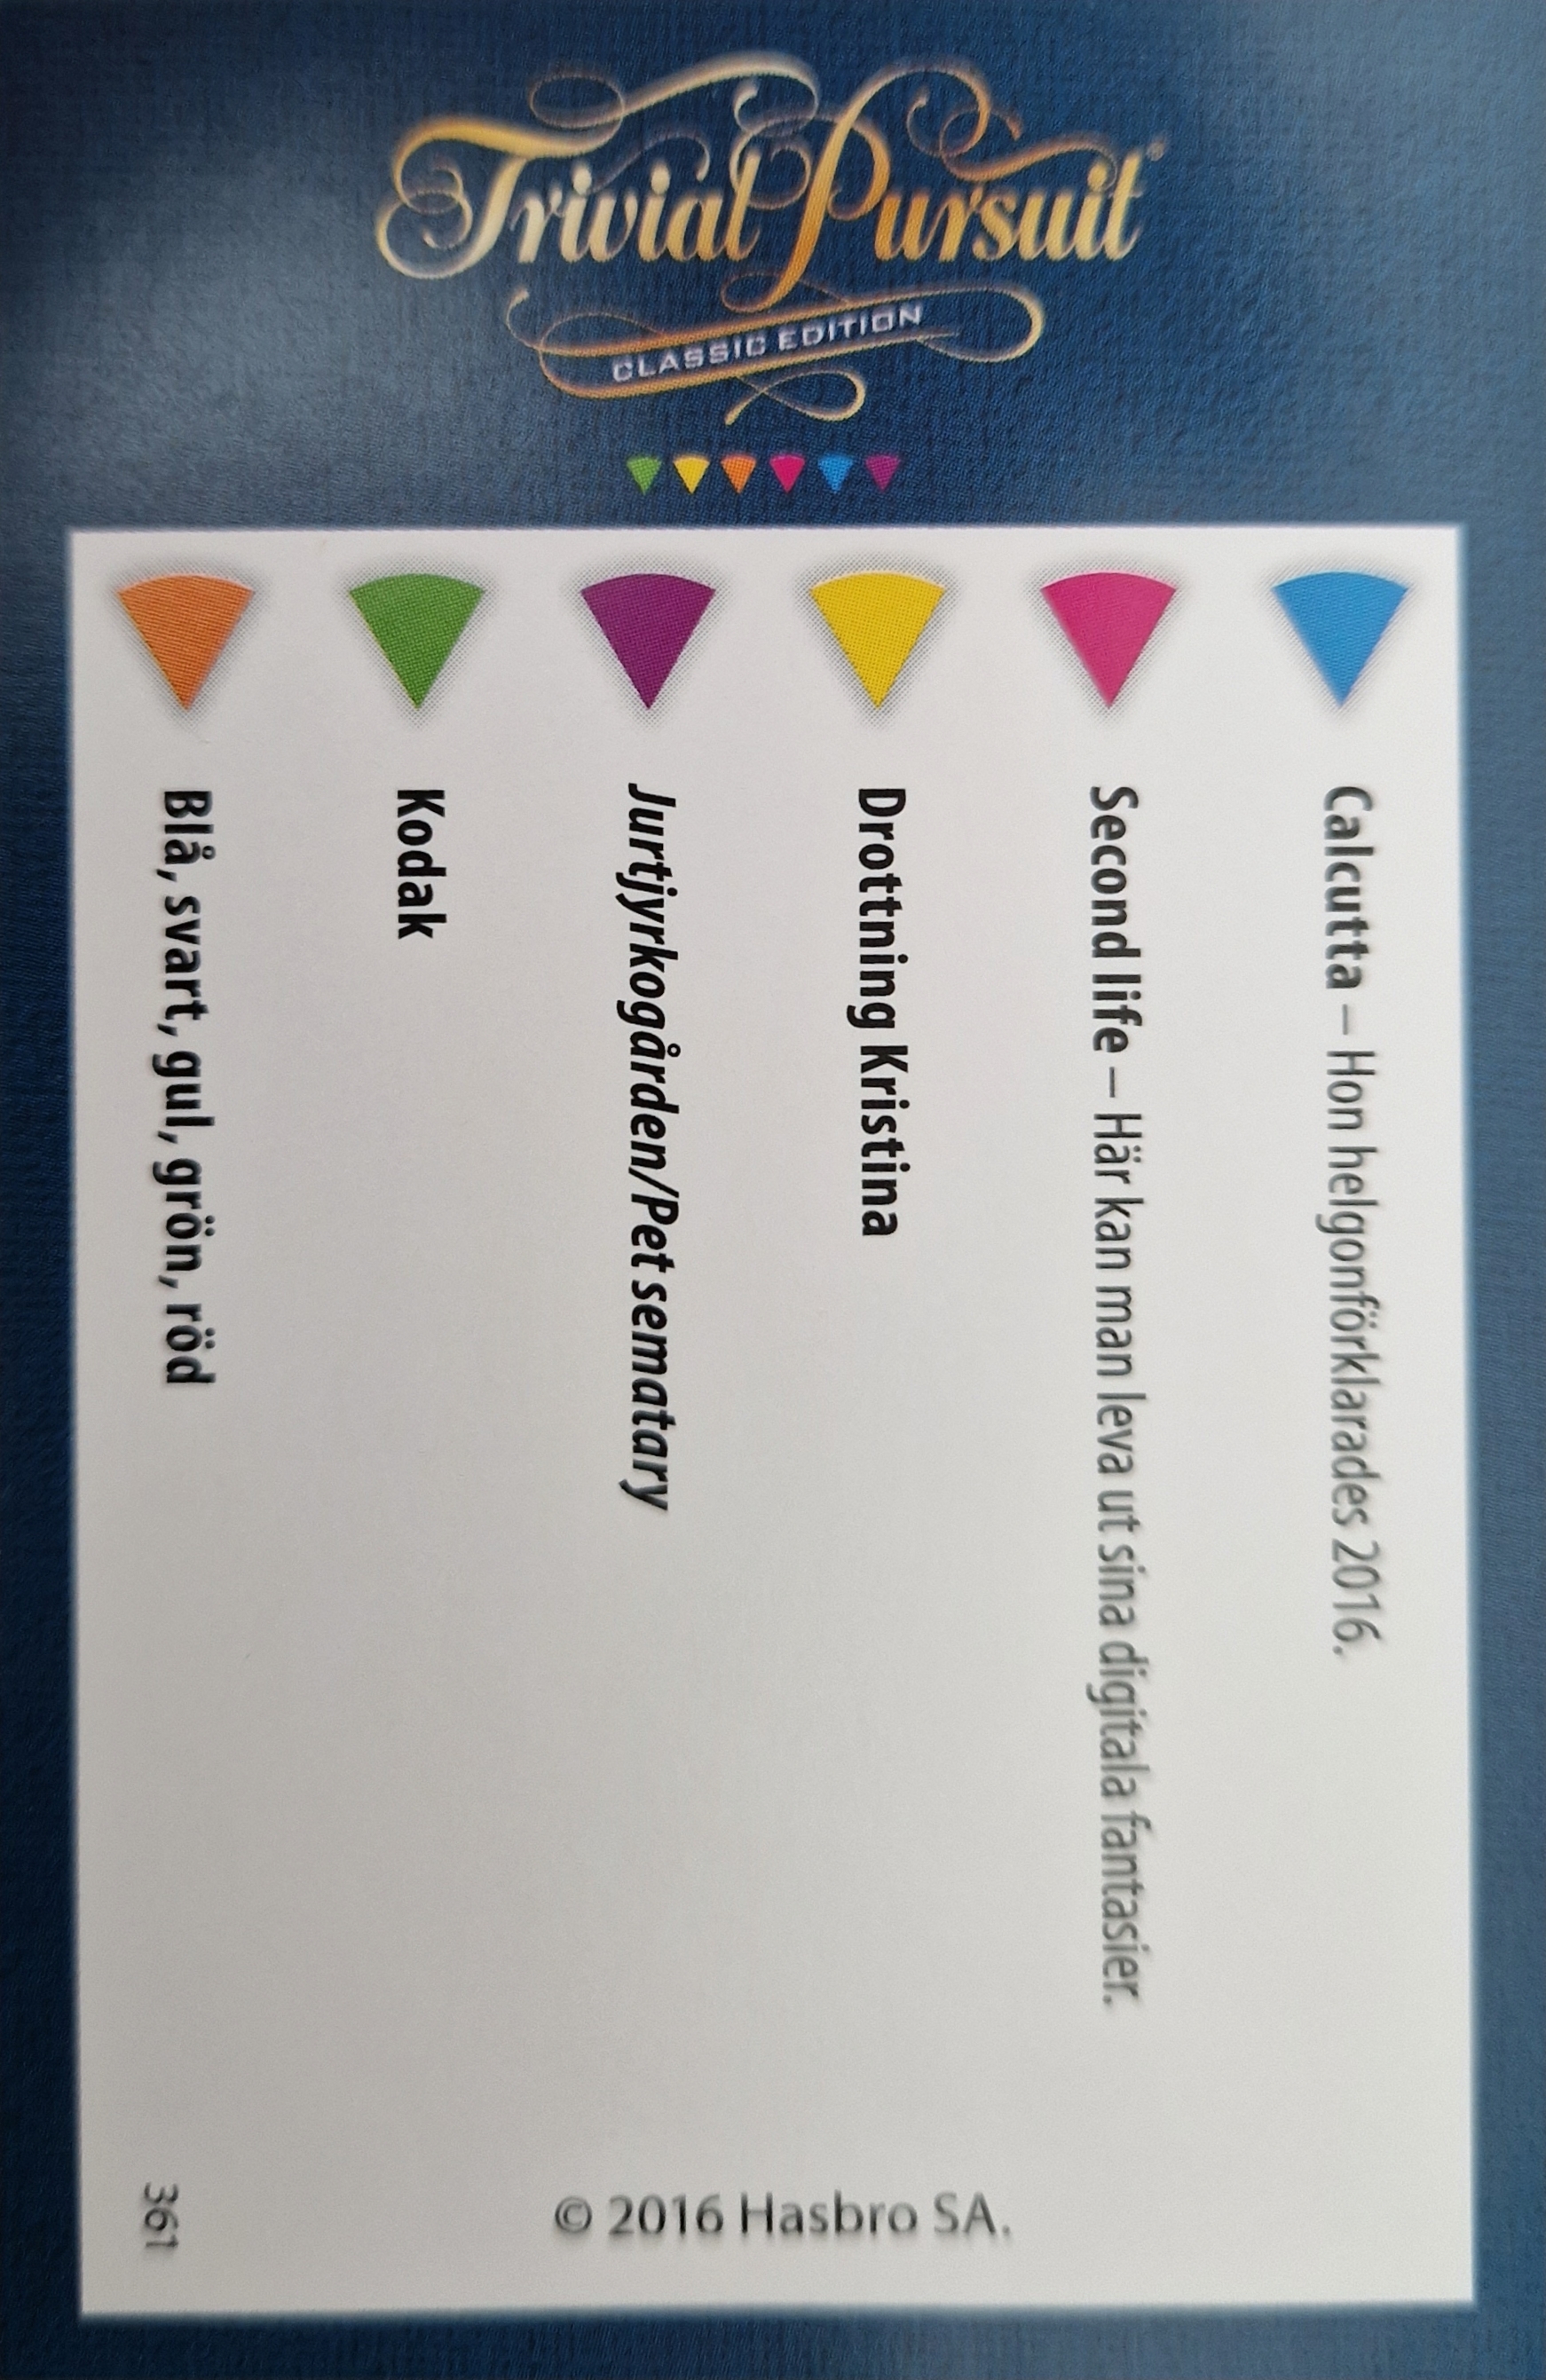 Trivial Pursuit®
CLASSIC EDITION
Calcutta – Hon helgonförklarades 2016.
Second life – Här kan man leva ut sina digitala fantasier.
Drottning Kristina
Jurtjyrkogården/Pet sematary
Kodak
Blå, svart, gul, grön, röd
© 2016 Hasbro SA.
361